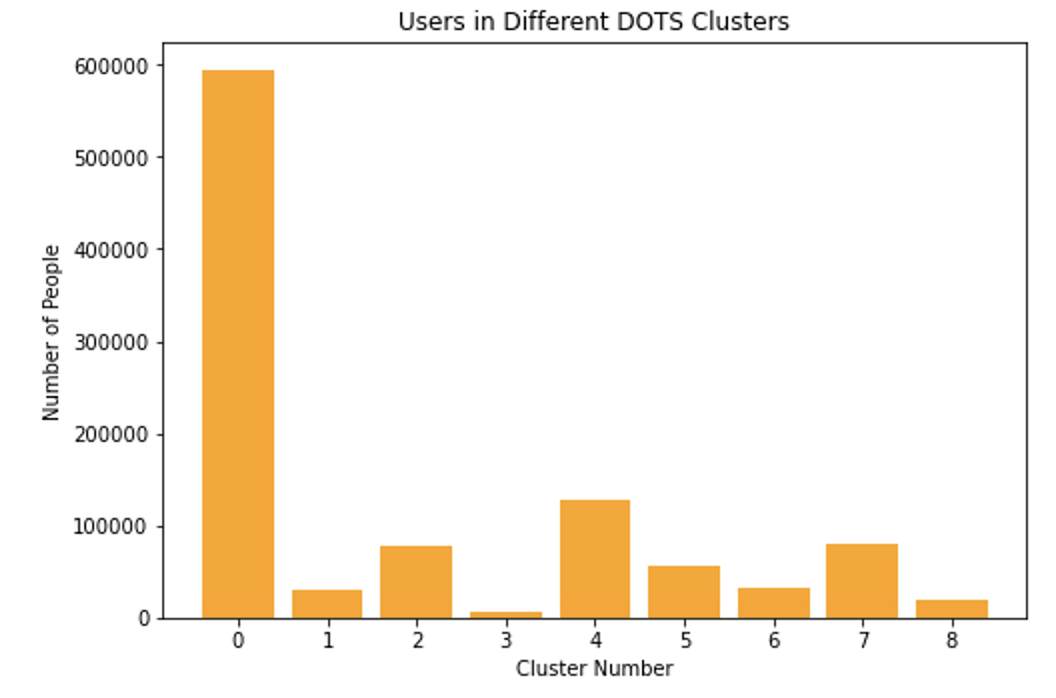 Users in Different DOTS Clusters
600000
500000
400000
300000
200000
100000
0
Number of People
0 1 2 3 4 5 6 7 8
Cluster Number